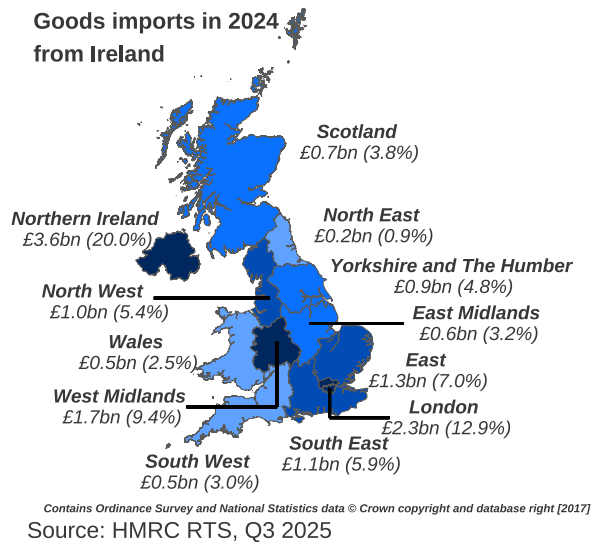 Goods imports in 2024
from Ireland
Scotland
£0.7bn (3.8%)
Northern Ireland
£3.6bn (20.0%)
North East
£0.2bn (0.9%)
Yorkshire and The Humber
£0.9bn (4.8%)
North West
£1.0bn (5.4%)
East Midlands
£0.6bn (3.2%)
Wales
£0.5bn (2.5%)
East
£1.3bn (7.0%)
West Midlands
£1.7bn (9.4%)
London
£2.3bn (12.9%)
South East
£1.1bn (5.9%)
South West
£0.5bn (3.0%)
Contains Ordinance Survey and National Statistics data © Crown copyright and database right [2017]
Source: HMRC RTS, Q3 2025